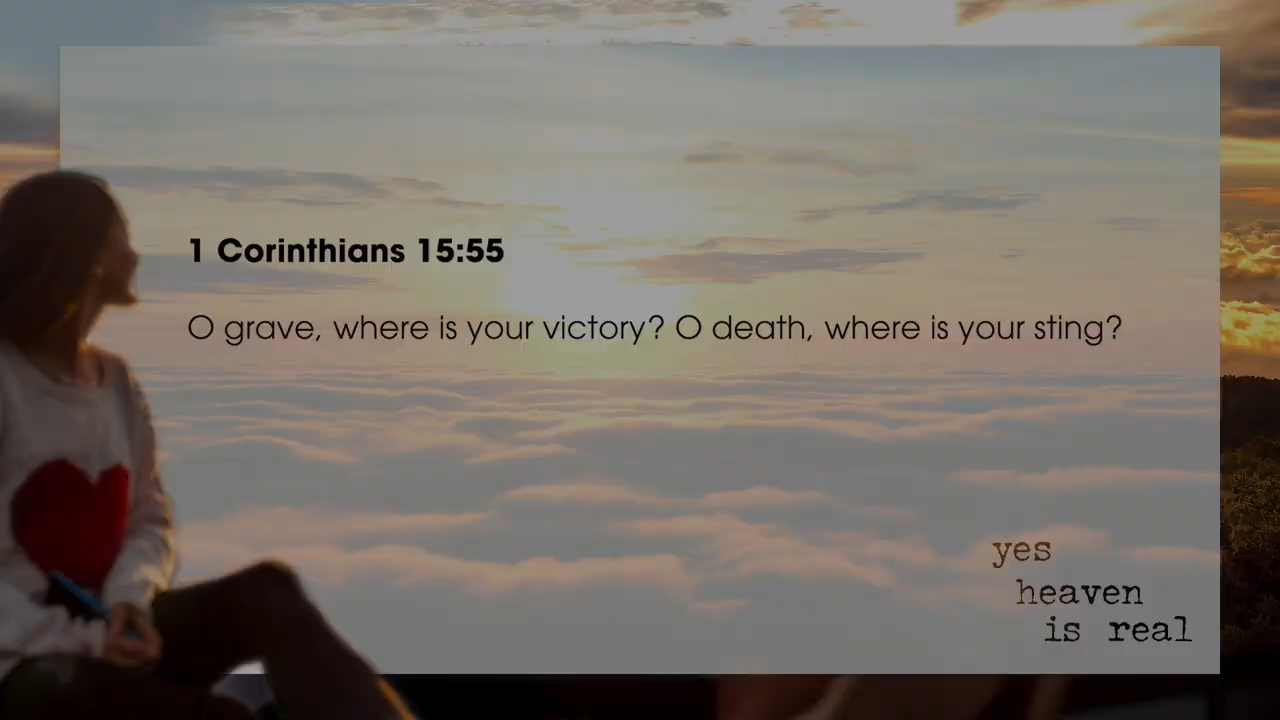 1 Corinthians 15:55
O grave, where is your victory? O death, where is your sting?
yes
heaven
is real